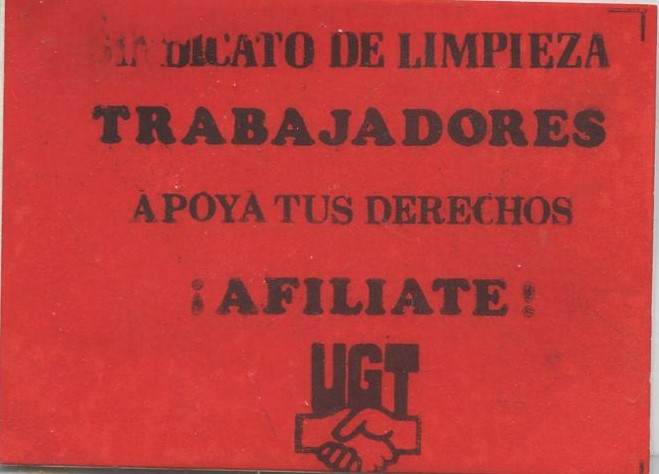 SINDICATO DE LIMPIEZA
TRABAJADORES
APOYA TUS DERECHOS
¡AFILIATE!
UGT